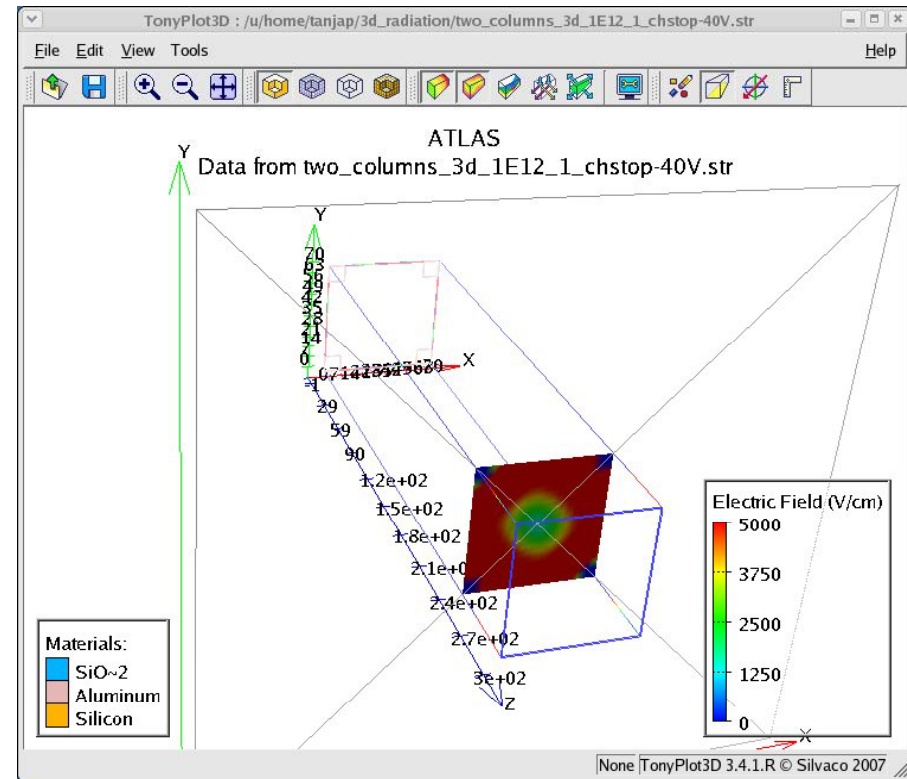 TonyPlot3D : /u/home/tanjap/3d_radiation/two_columns_3d_1E12_1_chstop-40V.str
File Edit View Tools Help
ATLAS
Data from two_columns_3d_1E12_1_chstop-40V.str
Y
Y
70
63
56
49
42
35
28
21
14
7
0
X
-1
29
59
90
1.2e+02
1.5e+02
1.8e+02
2.1e+0
2.4e+02
2.7e+02
3e+02
Z
Electric Field (V/cm)
5000
3750
2500
1250
0
X
Materials:
SiO~2
Aluminum
Silicon
None TonyPlot3D 3.4.1.R © Silvaco 2007